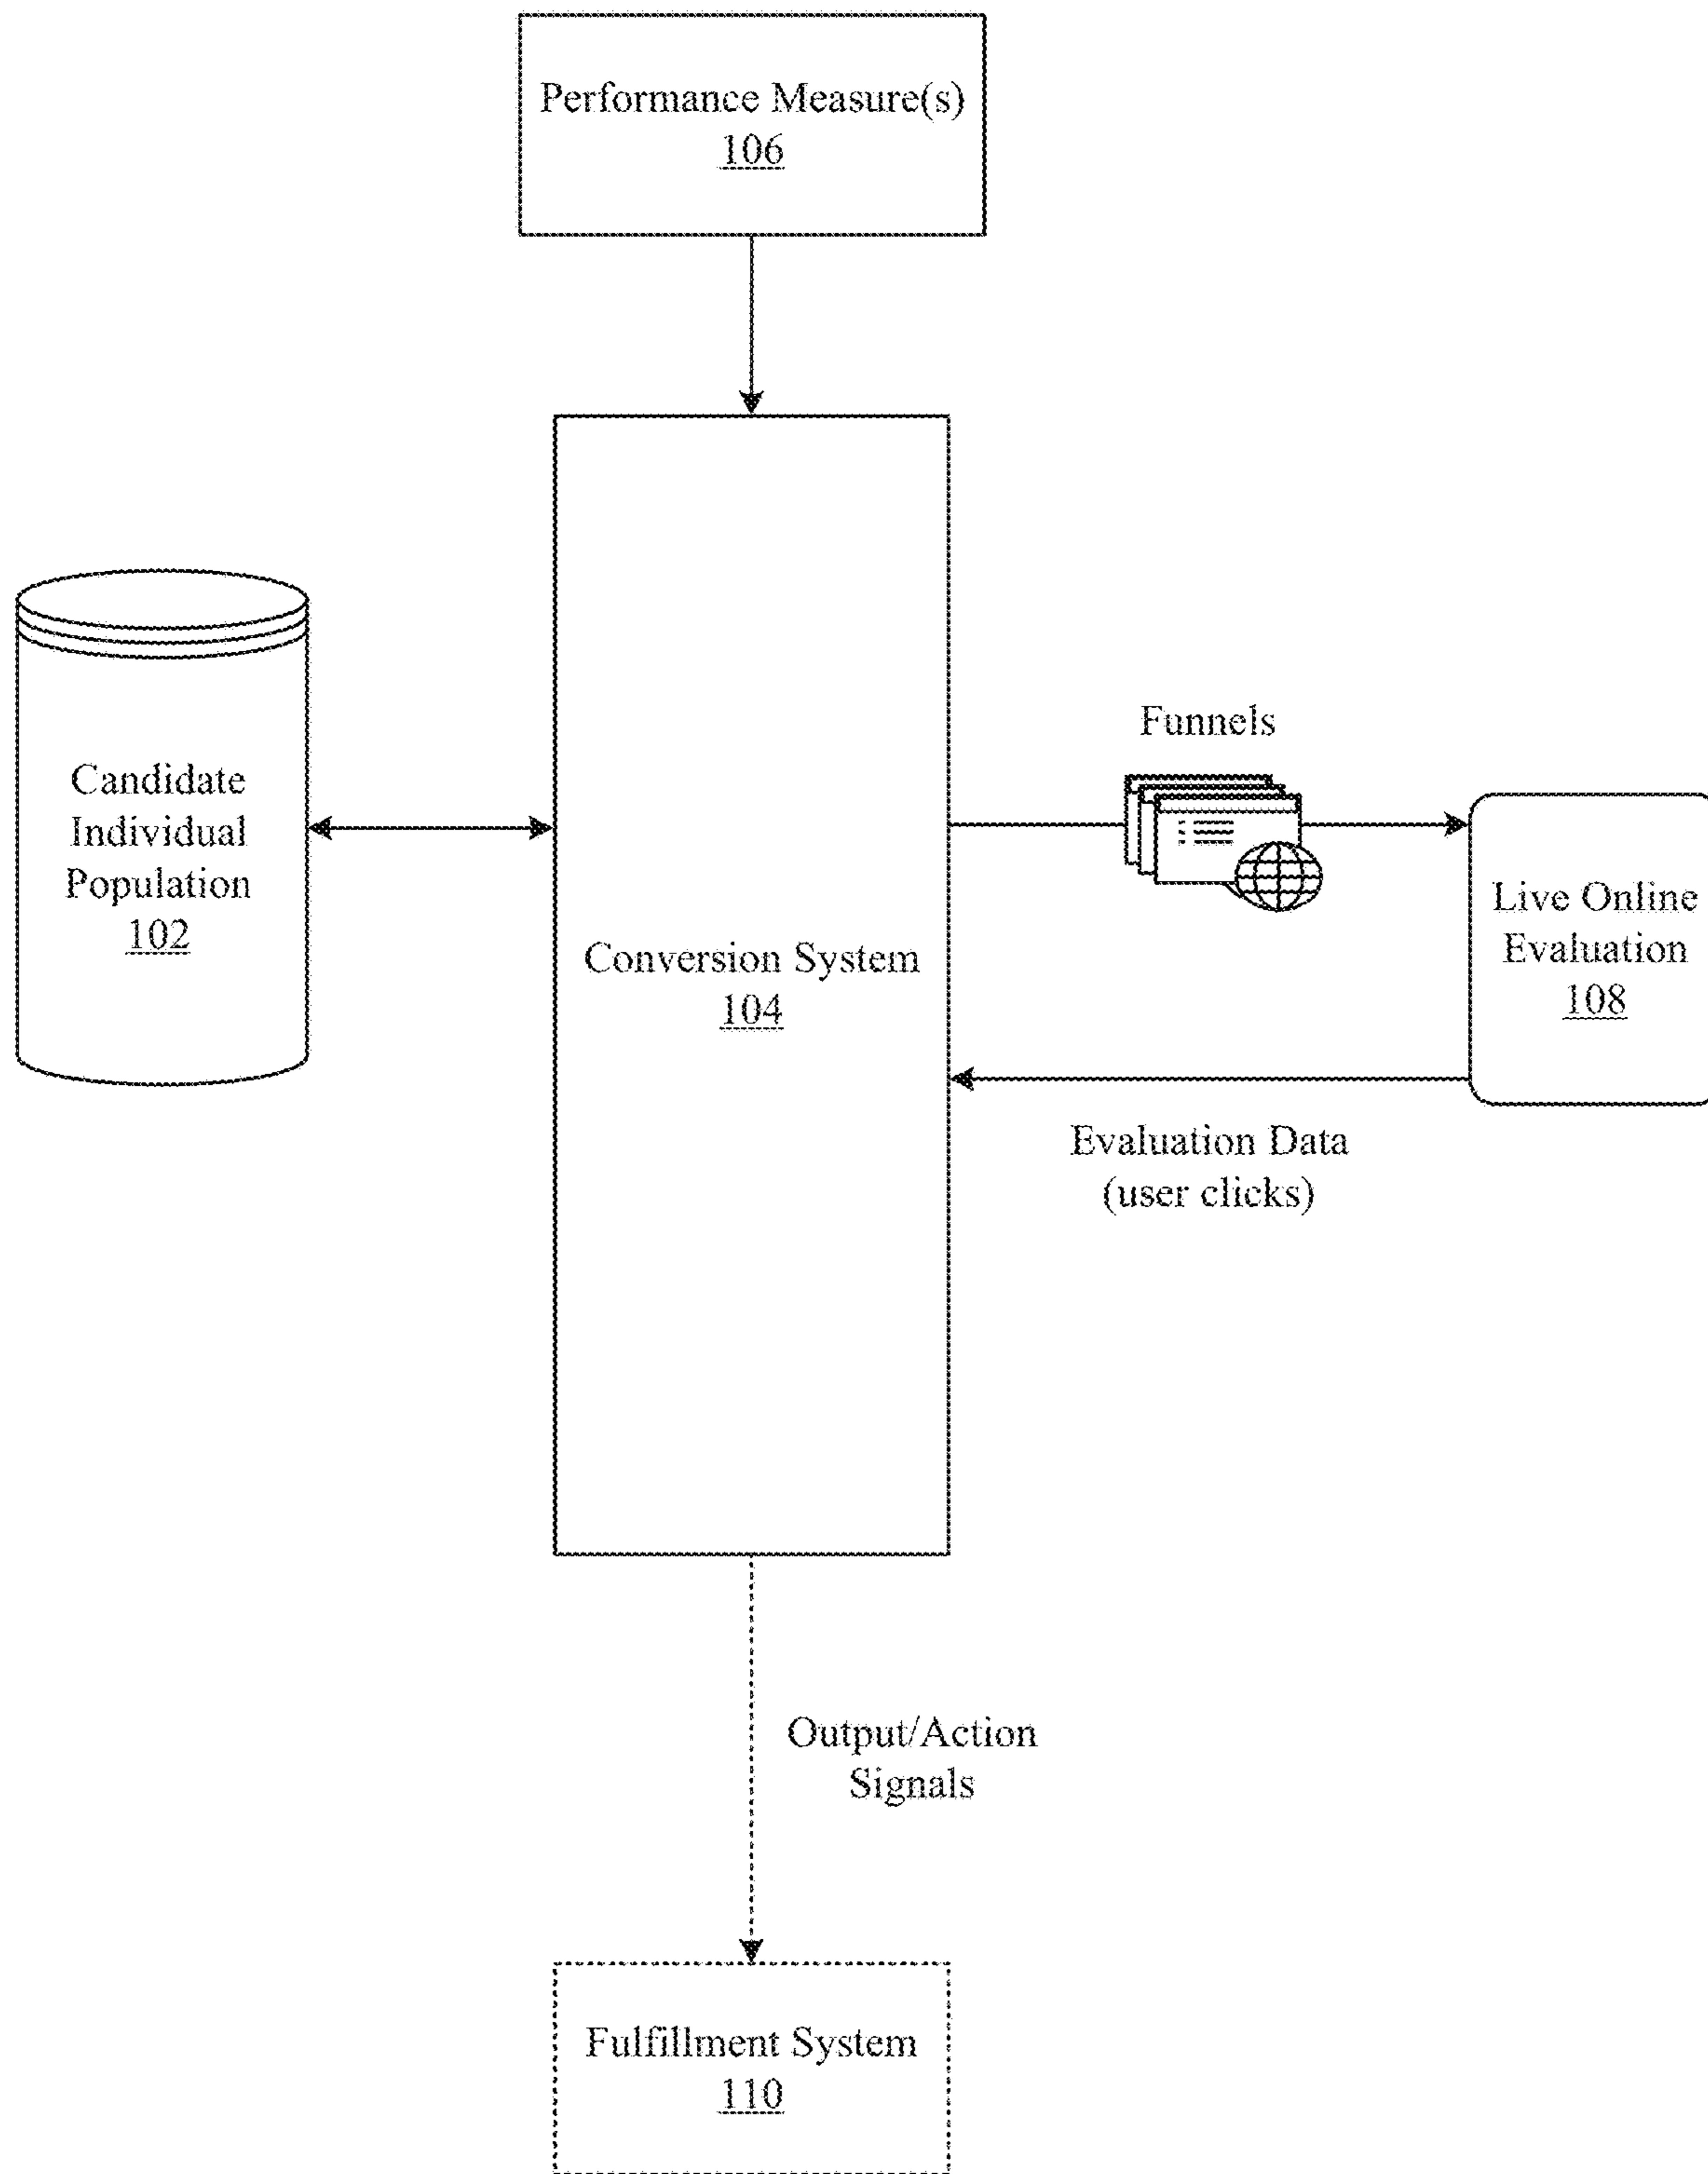 Performance Measure(s)
106
Candidate
Individual
Population
102
Conversion System
104
Funnels
Live Online
Evaluation
108
Evaluation Data
(user clicks)
Output/Action
Signals
Fulfillment System
110